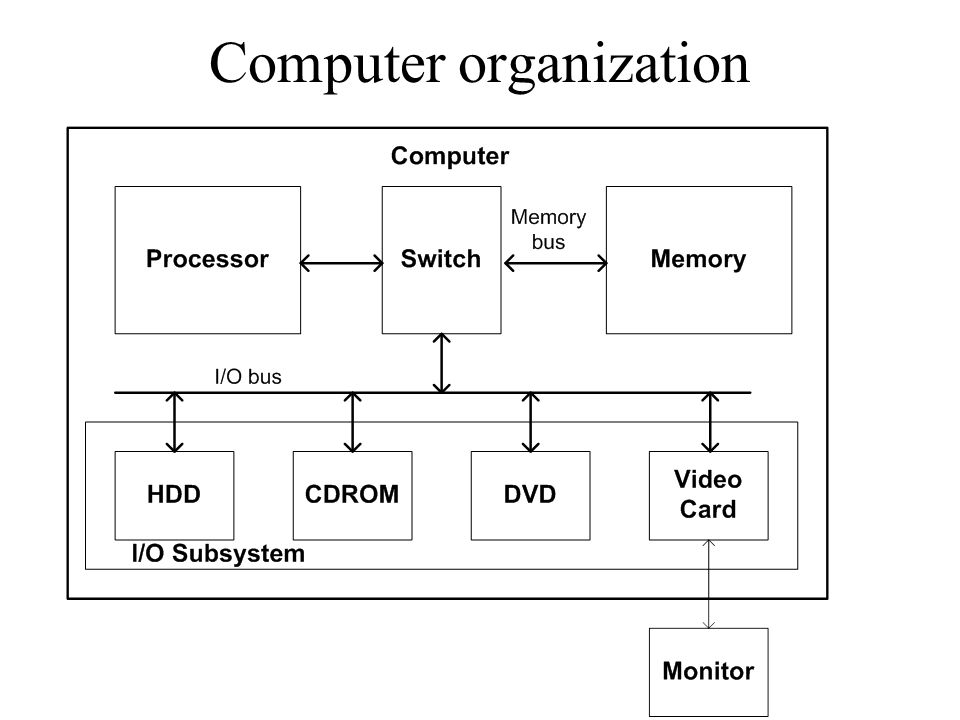 Computer organization
Computer
Processor
Switch
Memory
bus
Memory
I/O bus
HDD
CDROM
DVD
Video
Card
I/O Subsystem
Monitor